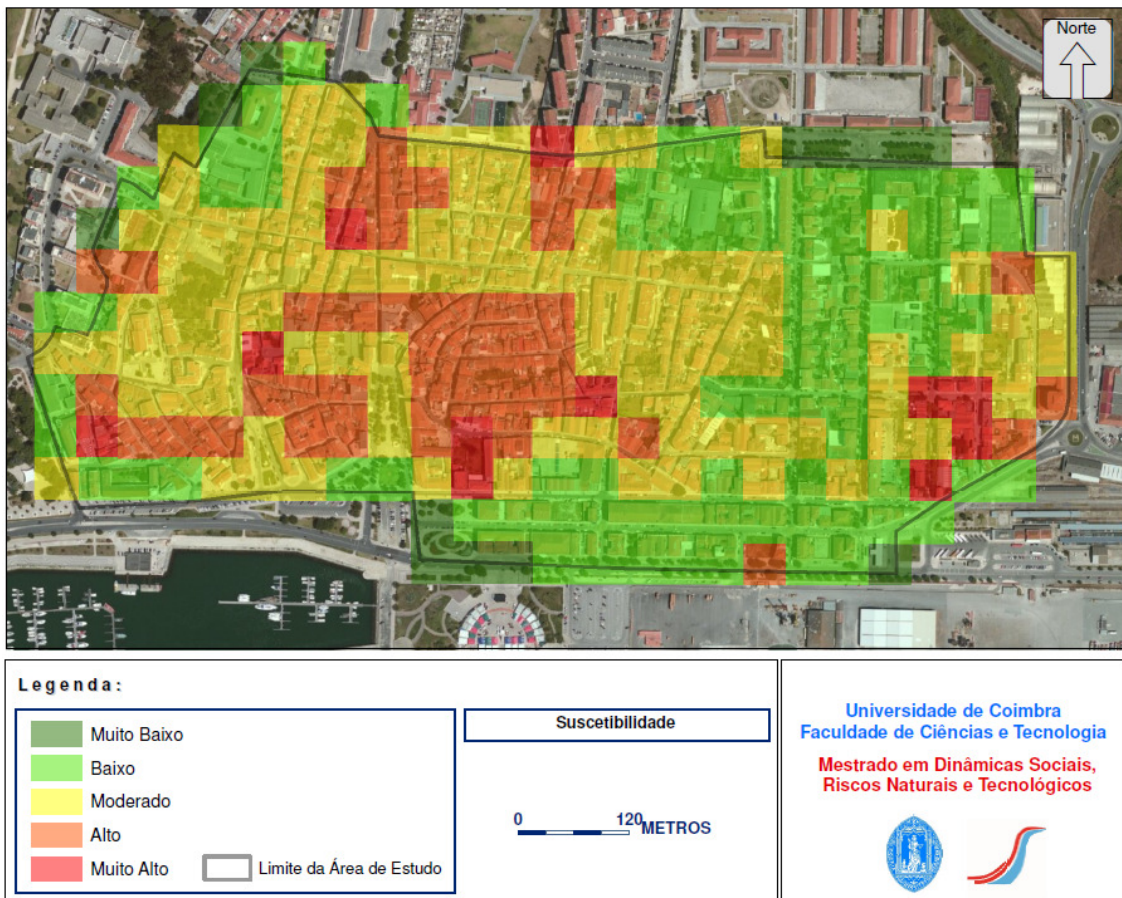 Norte
Legenda:
Muito Baixo
Baixo
Moderado
Alto
Muito Alto
Limite da Área de Estudo
Suscetibilidade
0 120 METROS
Universidade de Coimbra
Faculdade de Ciências e Tecnologia
Mestrado em Dinâmicas Sociais,
Riscos Naturais e Tecnológicos